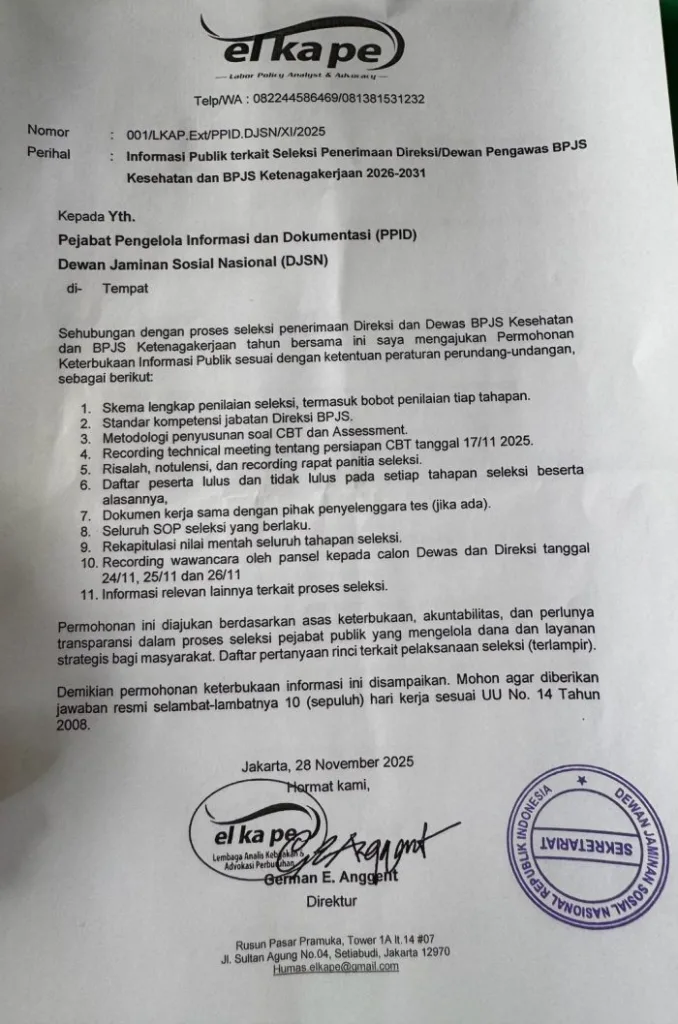 el ka pe
Labor Policy Analyst & Advocacy
Telp/WA : 082244586469/081381531232
Nomor : 001/LKAP.Ext/PPID.DJSN/XI/2025
Perihal : Informasi Publik terkait Seleksi Penerimaan Direksi/Dewan Pengawas BPJS
Kesehatan dan BPJS Ketenagakerjaan 2026-2031
Kepada Yth.
Pejabat Pengelola Informasi dan Dokumentasi (PPID)
Dewan Jaminan Sosial Nasional (DJSN)
di- Tempat
Sehubungan dengan proses seleksi penerimaan Direksi dan Dewas BPJS Kesehatan
dan BPJS Ketenagakerjaan tahun bersama ini saya mengajukan Permohonan
Keterbukaan Informasi Publik sesuai dengan ketentuan peraturan perundang-undangan,
sebagai berikut:
1. Skema lengkap penilaian seleksi, termasuk bobot penilaian tiap tahapan.
2. Standar kompetensi jabatan Direksi BPJS.
3. Metodologi penyusunan soal CBT dan Assessment.
4. Recording technical meeting tentang persiapan CBT tanggal 17/11 2025.
5. Risalah, notulensi, dan recording rapat panitia seleksi.
6. Daftar peserta lulus dan tidak lulus pada setiap tahapan seleksi beserta
alasannya,
7. Dokumen kerja sama dengan pihak penyelenggara tes (jika ada).
8. Seluruh SOP seleksi yang berlaku.
9. Rekapitulasi nilai mentah seluruh tahapan seleksi.
10. Recording wawancara oleh pansel kepada calon Dewas dan Direksi tanggal
24/11, 25/11 dan 26/11
11. Informasi relevan lainnya terkait proses seleksi.
Permohonan ini diajukan berdasarkan asas keterbukaan, akuntabilitas, dan perlunya
transparansi dalam proses seleksi pejabat publik yang mengelola dana dan layanan
strategis bagi masyarakat. Daftar pertanyaan rinci terkait pelaksanaan seleksi (terlampir).
Demikian permohonan keterbukaan informasi ini disampaikan. Mohon agar diberikan
jawaban resmi selambat-lambatnya 10 (sepuluh) hari kerja sesuai UU No. 14 Tahun
2008.
Jakarta, 28 November 2025
Hormat kami,
el ka pe
Lembaga Analis Kebijakan &
Advokasi Perburuhan
German E. Anggent
Direktur
DEWAN JAMINAN SOSIAL NASIONAL REPUBLIK INDONESIA
SEKRETARIAT
Rusun Pasar Pramuka, Tower 1A lt.14 #07
Jl. Sultan Agung No.04, Setiabudi, Jakarta 12970
Humas.elkape@gmail.com